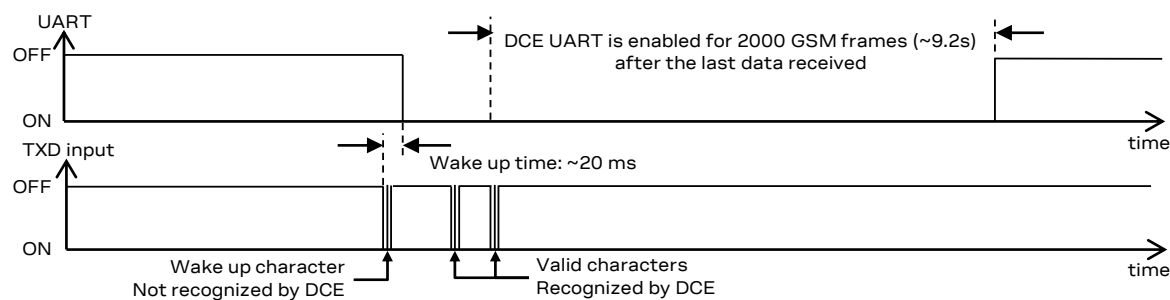 UART
OFF
DCE UART is enabled for 2000 GSM frames (~9.2s)
after the last data received
ON
time
TXD input
Wake up time: ~20 ms
OFF
ON
time
Wake up character
Not recognized by DCE
Valid characters
Recognized by DCE